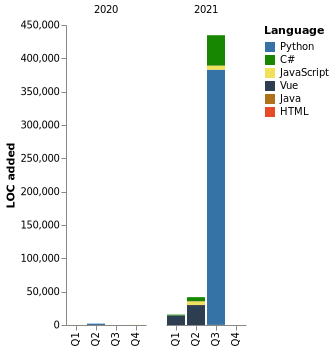 2020
2021
450,000
400,000
350,000
300,000
250,000
200,000
150,000
100,000
50,000
0
LOC added
Q1
Q2
Q3
Q4
Q1
Q2
Q3
Q4
Language
Python
C#
JavaScript
Vue
Java
HTML